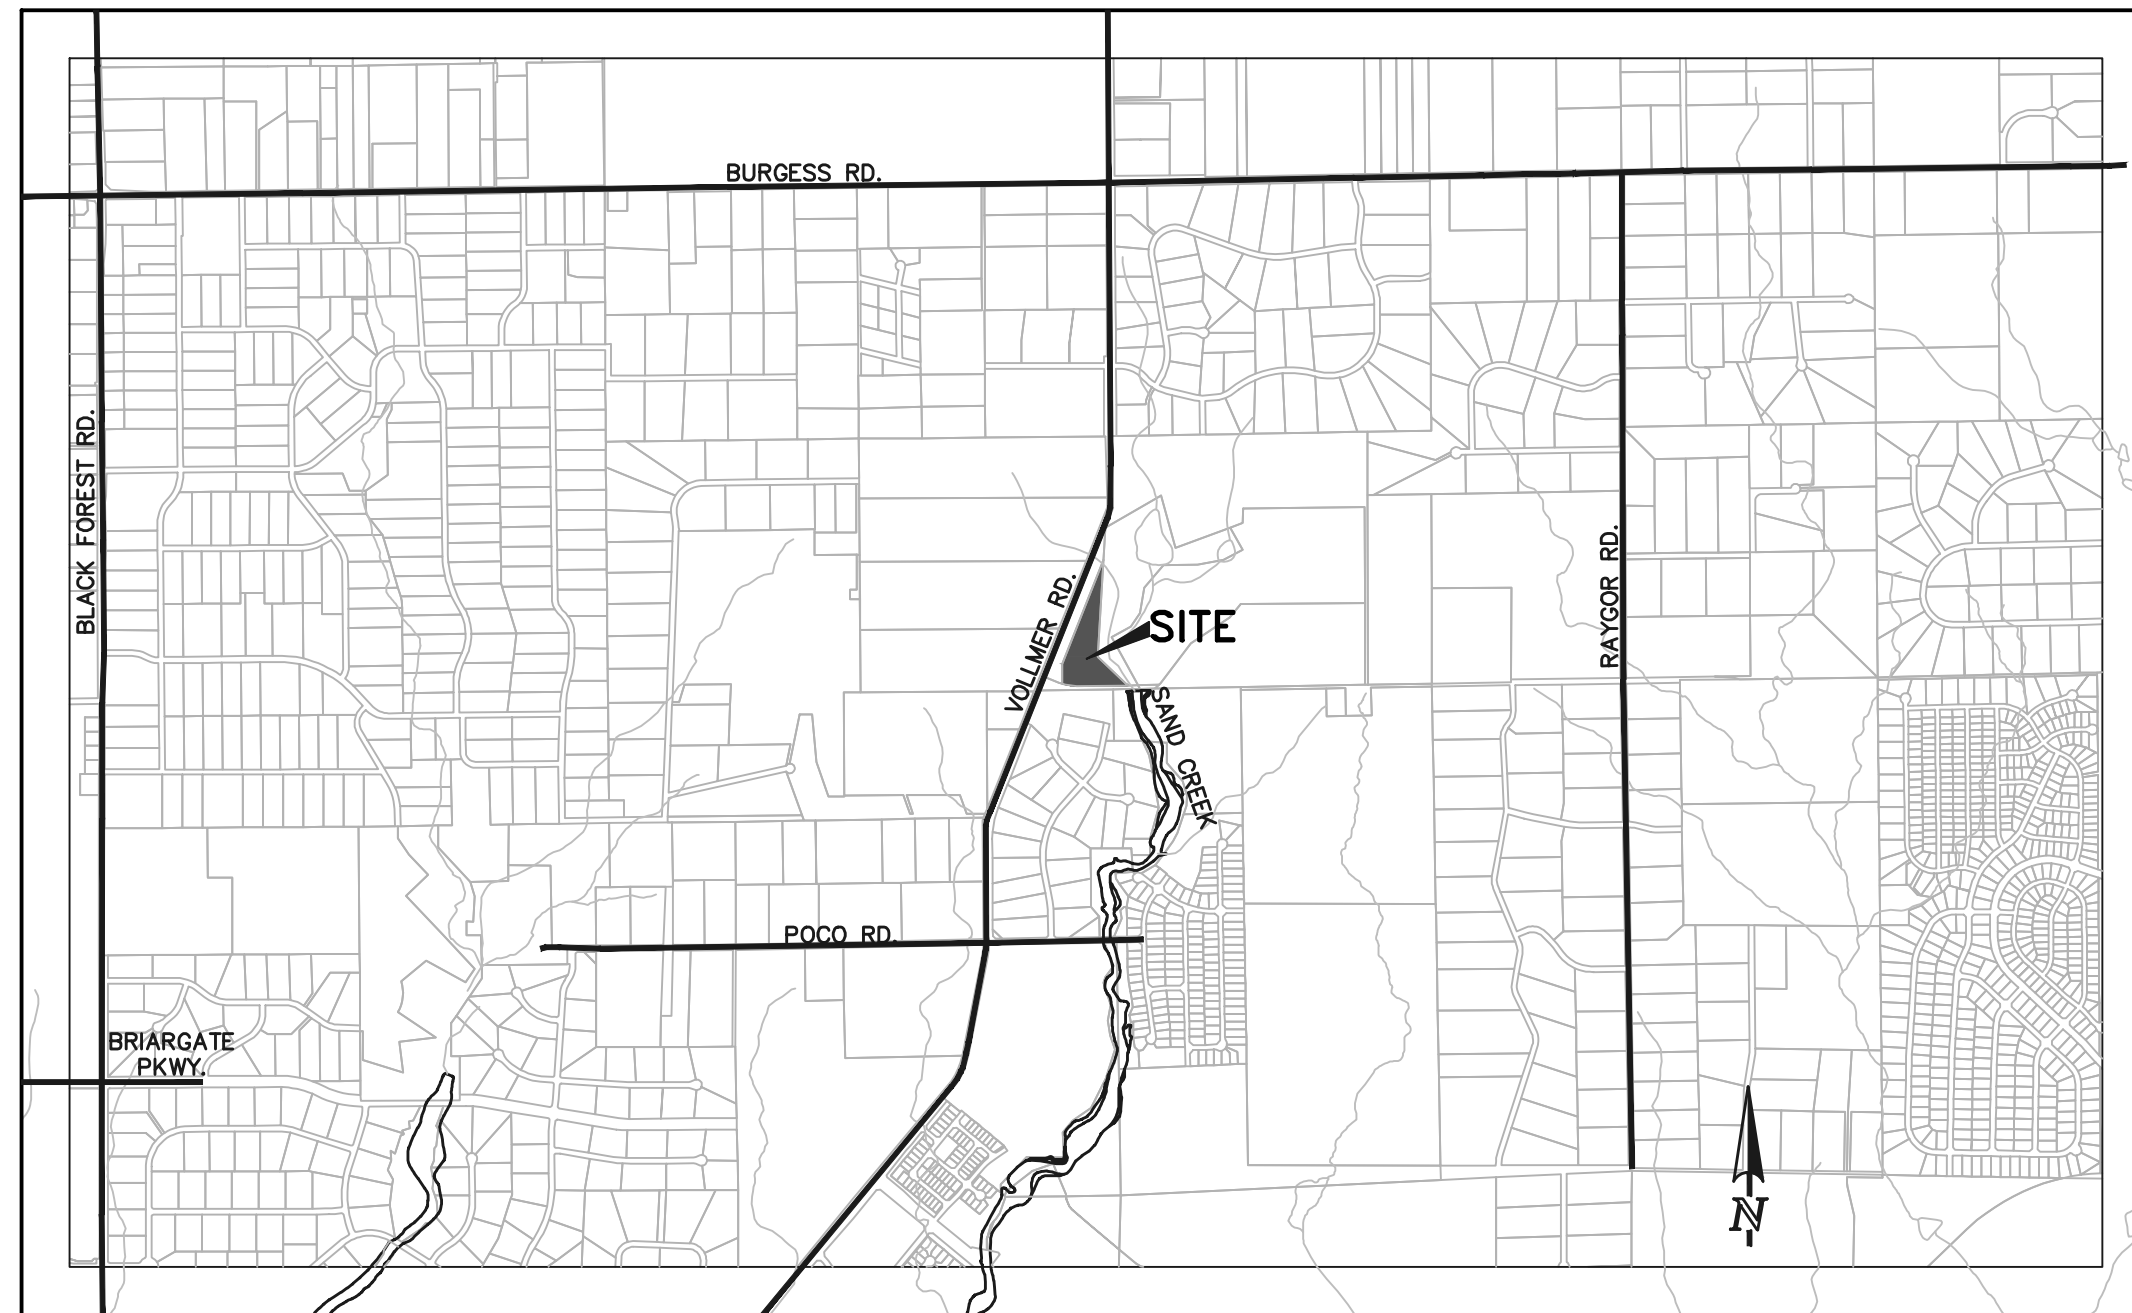 BURGESS RD.
BLACK FOREST RD.
RAYGOR RD.
VOLLMER RD.
SITE
SAND CREEK
POCO RD.
BRIARGATE
PKWY.
N